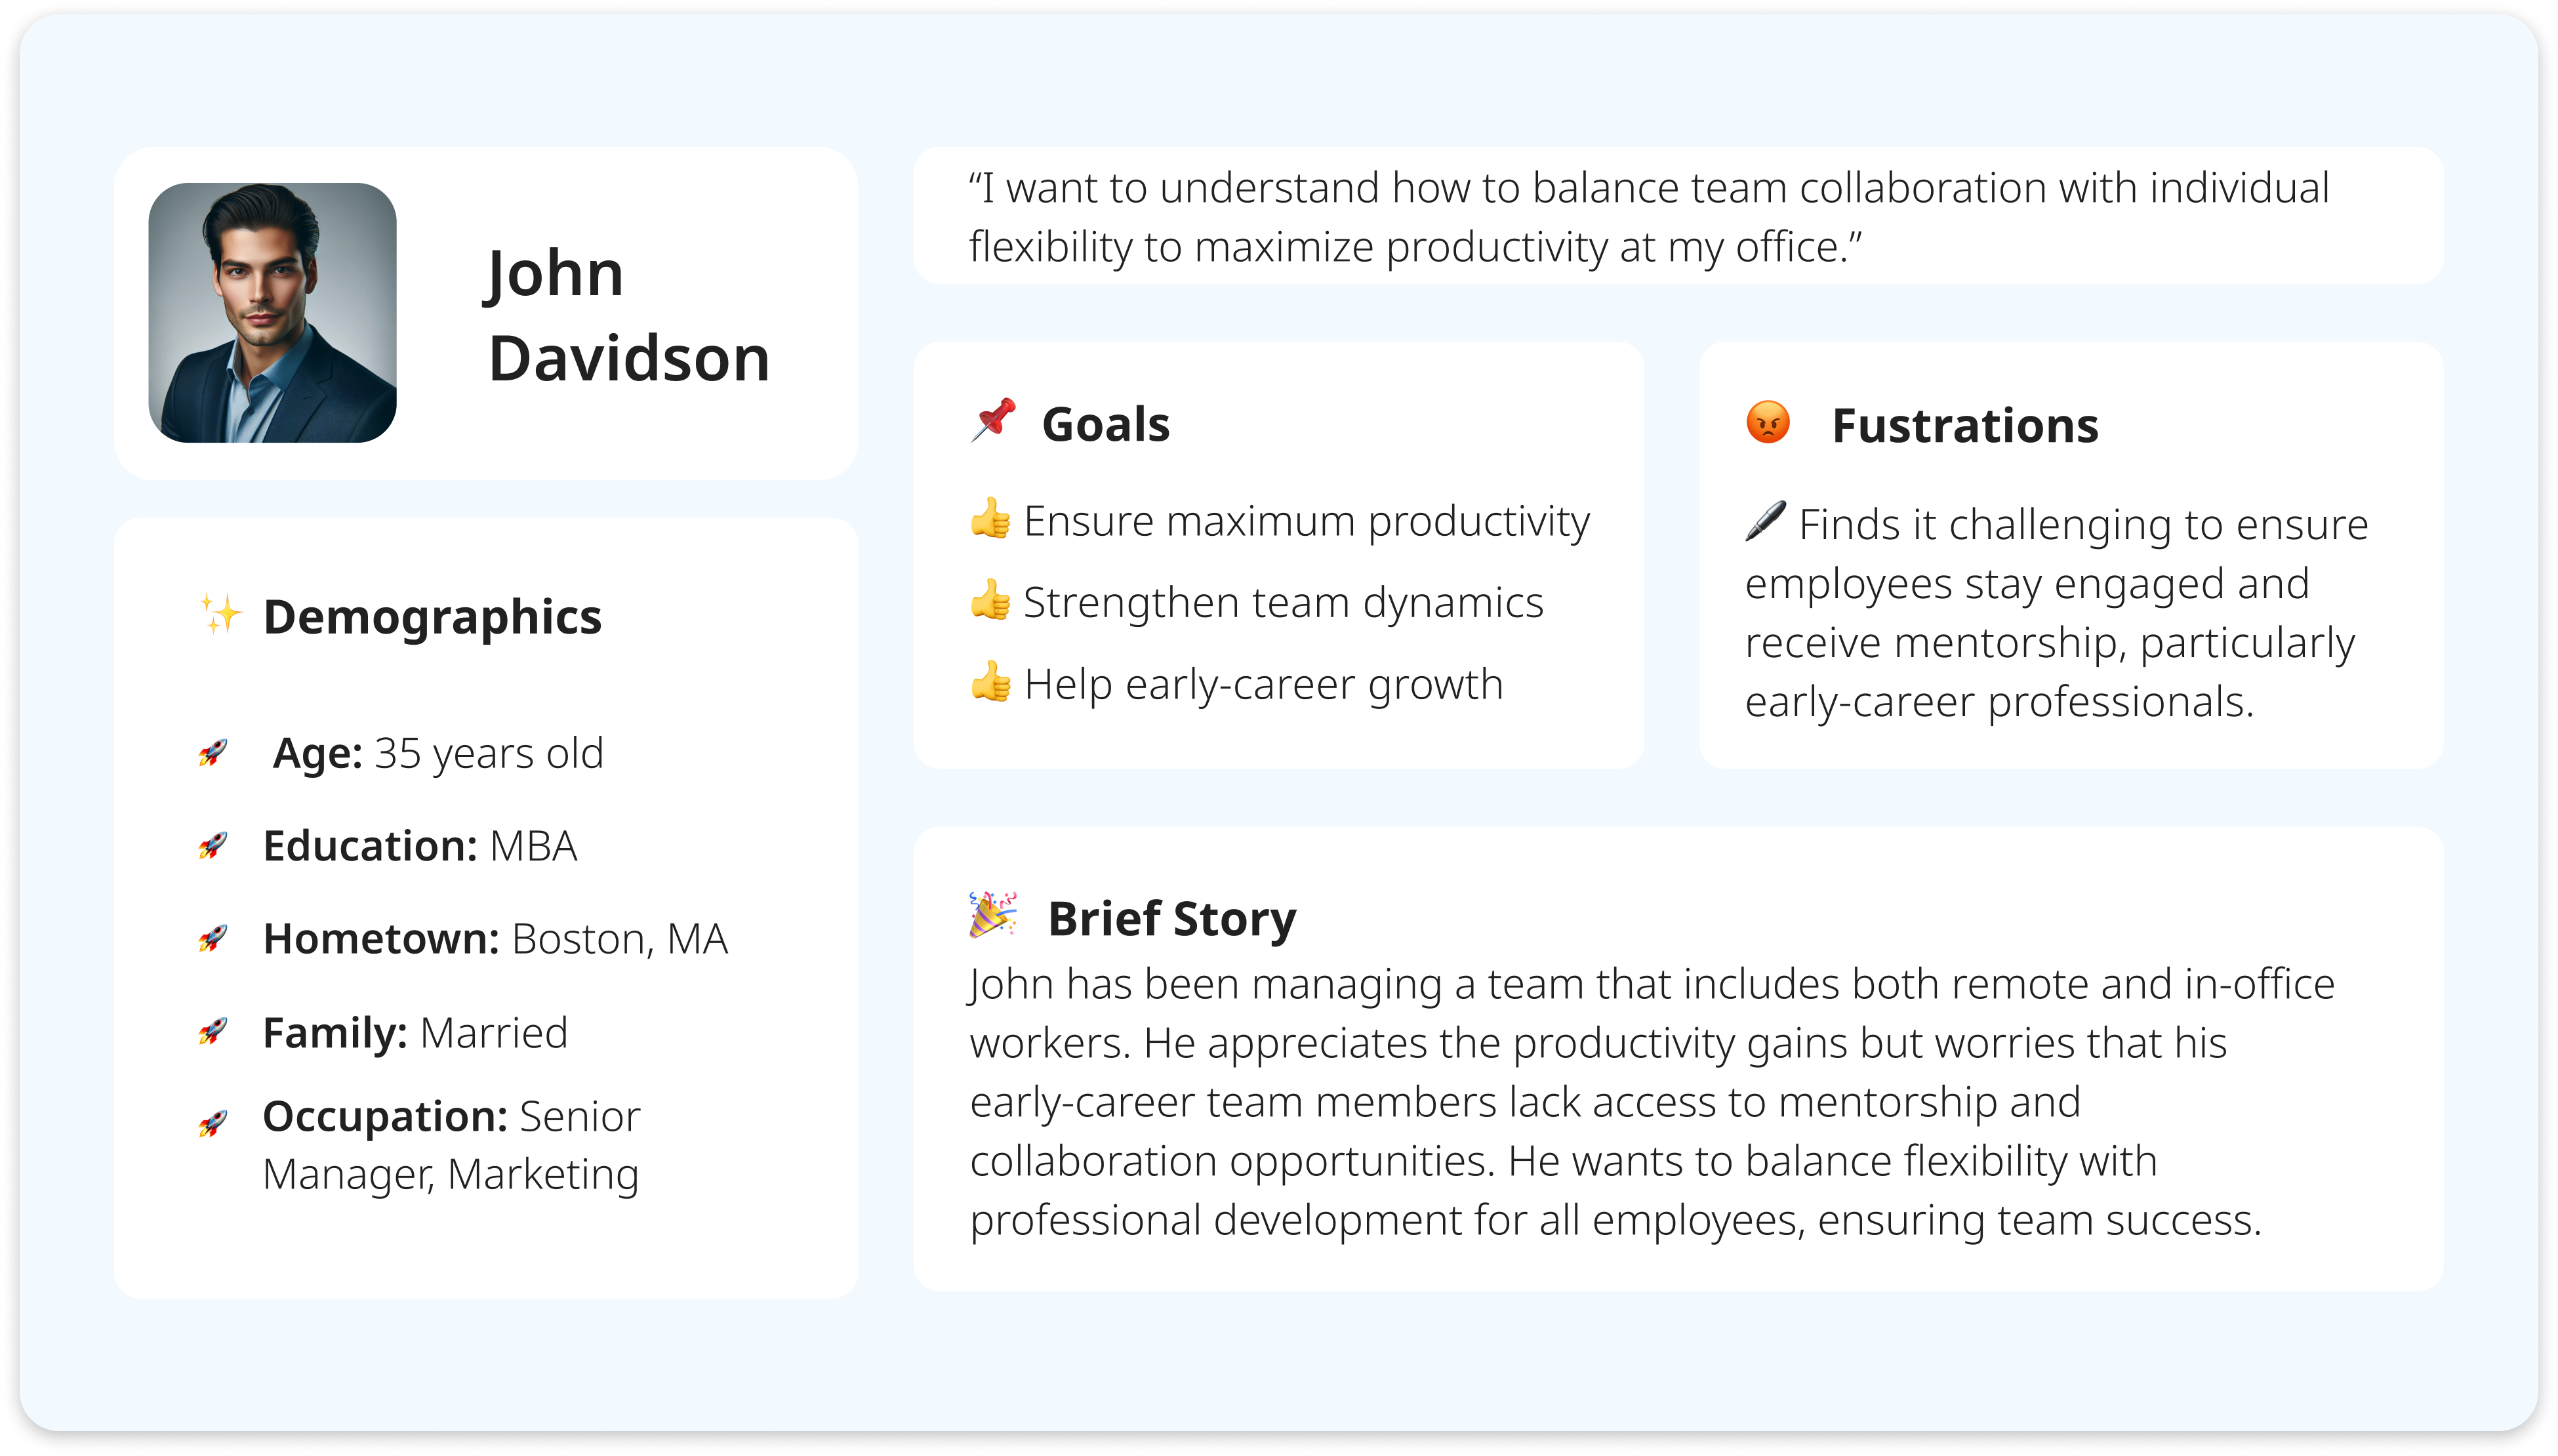 John
Davidson
“I want to understand how to balance team collaboration with individual
flexibility to maximize productivity at my office.”
Demographics
Age: 35 years old
Education: MBA
Hometown: Boston, MA
Family: Married
Occupation: Senior
Manager, Marketing
Goals
Ensure maximum productivity
Strengthen team dynamics
Help early-career growth
Fustrations
Finds it challenging to ensure
employees stay engaged and
receive mentorship, particularly
early-career professionals.
Brief Story
John has been managing a team that includes both remote and in-office
workers. He appreciates the productivity gains but worries that his
early-career team members lack access to mentorship and
collaboration opportunities. He wants to balance flexibility with
professional development for all employees, ensuring team success.